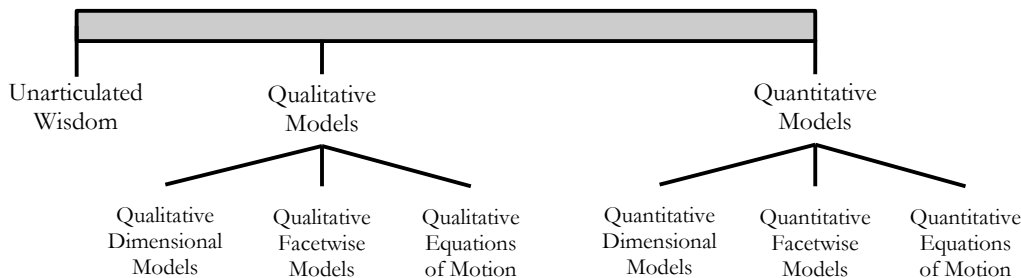 Unarticulated
Wisdom
Qualitative
Models
Quantitative
Models
Qualitative
Dimensional
Models
Qualitative
Facetwise
Models
Qualitative
Equations
of Motion
Quantitative
Dimensional
Models
Quantitative
Facetwise
Models
Quantitative
Equations
of Motion